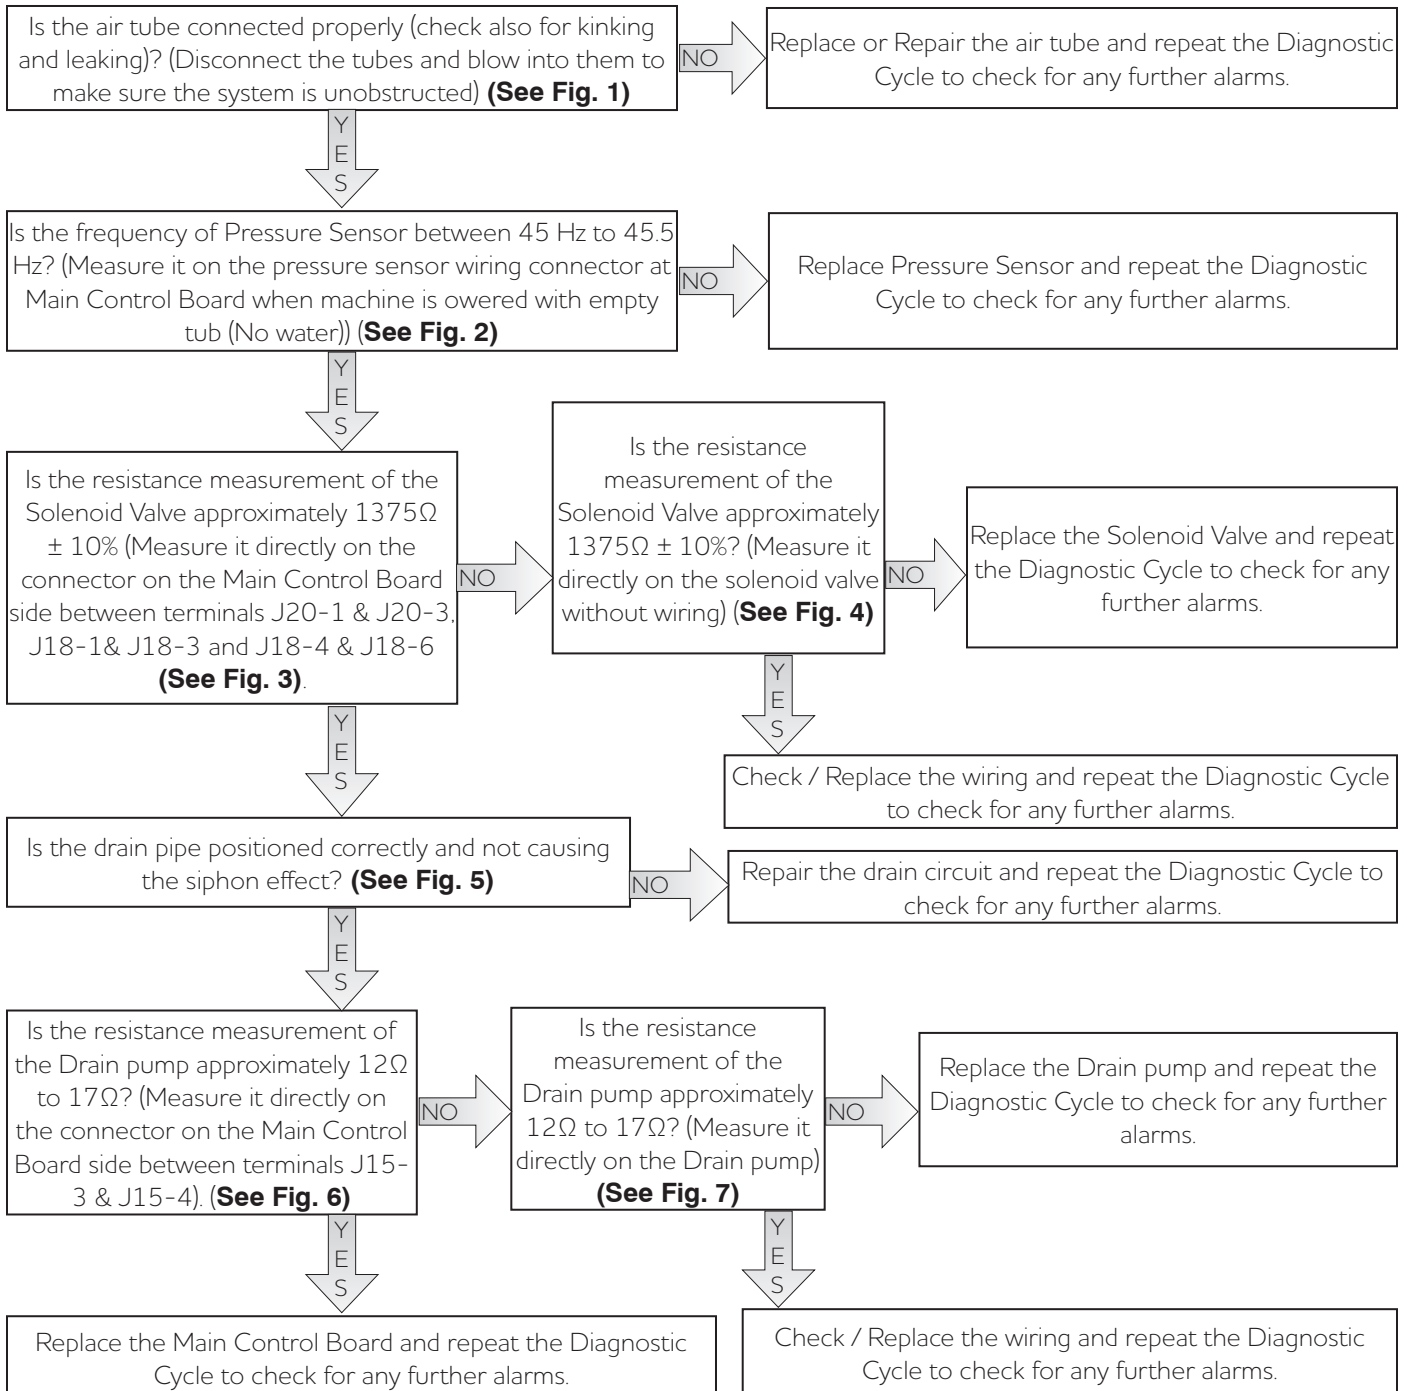 Is the air tube connected properly (check also for kinking
and leaking)? (Disconnect the tubes and blow into them to
make sure the system is unobstructed) (See Fig. 1)
NO
Replace or Repair the air tube and repeat the Diagnostic
Cycle to check for any further alarms.
YES
Is the frequency of Pressure Sensor between 45 Hz to 45.5
Hz? (Measure it on the pressure sensor wiring connector at
Main Control Board when machine is owered with empty
tub (No water)) (See Fig. 2)
NO
Replace Pressure Sensor and repeat the Diagnostic
Cycle to check for any further alarms.
YES
Is the resistance measurement of the
Solenoid Valve approximately 1375Ω
± 10% (Measure it directly on the
connector on the Main Control Board
side between terminals J20-1 & J20-3,
J18-1& J18-3 and J18-4 & J18-6
(See Fig. 3).
NO
Is the resistance
measurement of the
Solenoid Valve approximately
1375Ω ± 10%? (Measure it
directly on the solenoid valve
without wiring) (See Fig. 4)
NO
Replace the Solenoid Valve and repeat
the Diagnostic Cycle to check for any
further alarms.
YES
Check / Replace the wiring and repeat the Diagnostic Cycle
to check for any further alarms.
YES
Is the drain pipe positioned correctly and not causing
the siphon effect? (See Fig. 5)
NO
Repair the drain circuit and repeat the Diagnostic Cycle to
check for any further alarms.
YES
Is the resistance measurement of
the Drain pump approximately 12Ω
to 17Ω? (Measure it directly on
the connector on the Main Control
Board side between terminals J15-
3 & J15-4). (See Fig. 6)
NO
Is the resistance
measurement of the
Drain pump approximately
12Ω to 17Ω? (Measure it
directly on the Drain pump)
(See Fig. 7)
NO
Replace the Drain pump and repeat the
Diagnostic Cycle to check for any further
alarms.
YES
Replace the Main Control Board and repeat the Diagnostic
Cycle to check for any further alarms.
YES
Check / Replace the wiring and repeat the Diagnostic
Cycle to check for any further alarms.